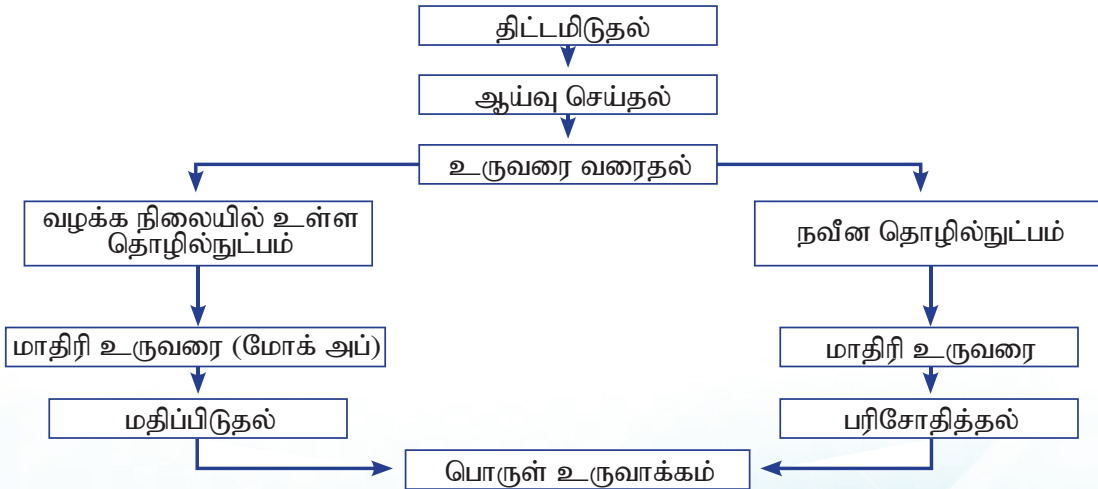 திட்டமிடுதல்
ஆய்வு செய்தல்
உருவரை வரைதல்
வழக்க நிலையில் உள்ள
தொழில்நுட்பம்
நவீன தொழில்நுட்பம்
மாதிரி உருவரை (மோக் அப்)
மாதிரி உருவரை
மதிப்பிடுதல்
பரிசோதித்தல்
பொருள் உருவாக்கம்